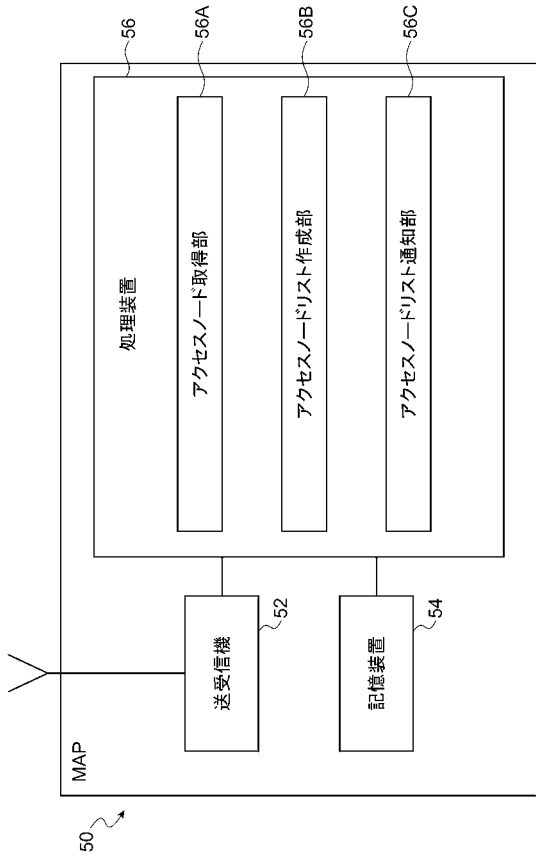 50
MAP
送受信機
52
記憶装置
54
処理装置
56
アクセスノード取得部
56A
アクセスノードリスト作成部
56B
アクセスノードリスト通知部
56C